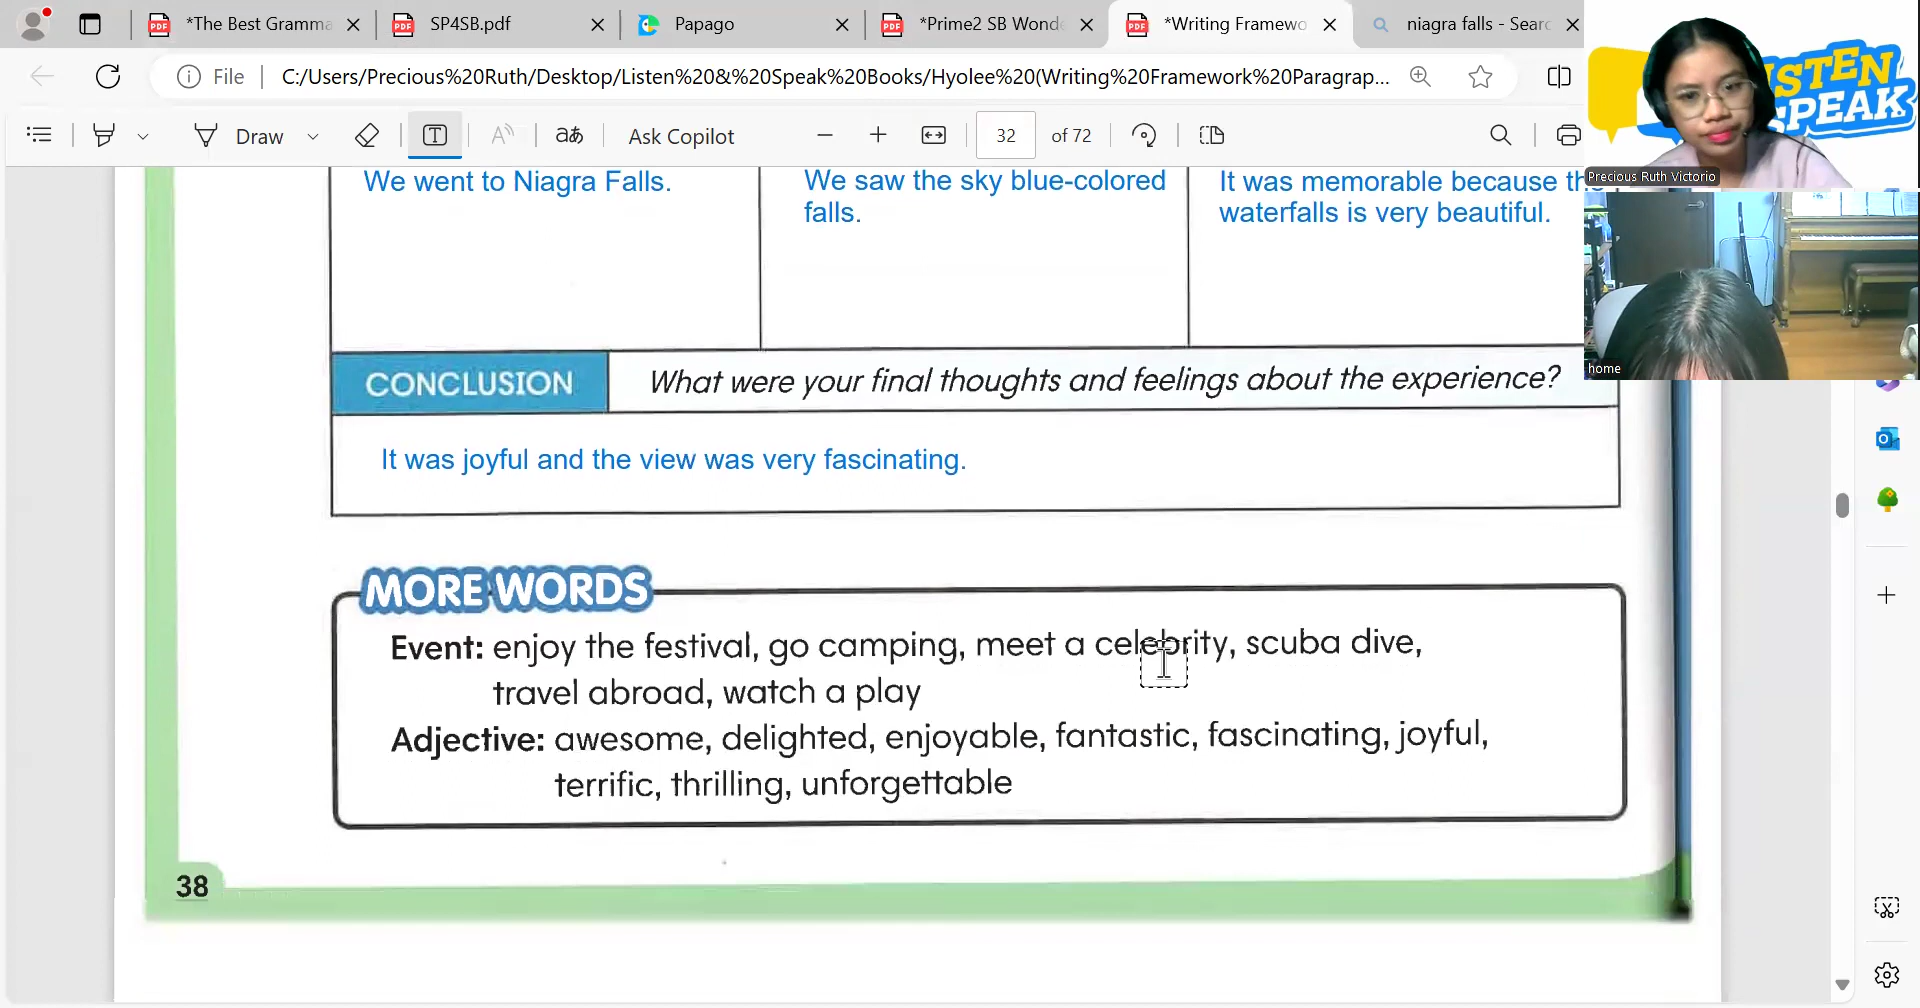 *The Best Gramma
SP4SB.pdf
Papago
*Prime2 SB Wonde
*Writing Framewo
niagra falls - Searc
File
C:/Users/Precious%20Ruth/Desktop/Listen%20&%20Speak%20Books/Hyolee%20(Writing%20Framework%20Paragrap...
Draw
Ask Copilot
32
of 72
Precious Ruth Victorio
home
We went to Niagra Falls.
We saw the sky blue-colored
falls.
It was memorable because th
waterfalls is very beautiful.
CONCLUSION
What were your final thoughts and feelings about the experience?
It was joyful and the view was very fascinating.
MORE WORDS
Event: enjoy the festival, go camping, meet a celebrity, scuba dive,
travel abroad, watch a play
Adjective: awesome, delighted, enjoyable, fantastic, fascinating, joyful,
terrific, thrilling, unforgettable
38